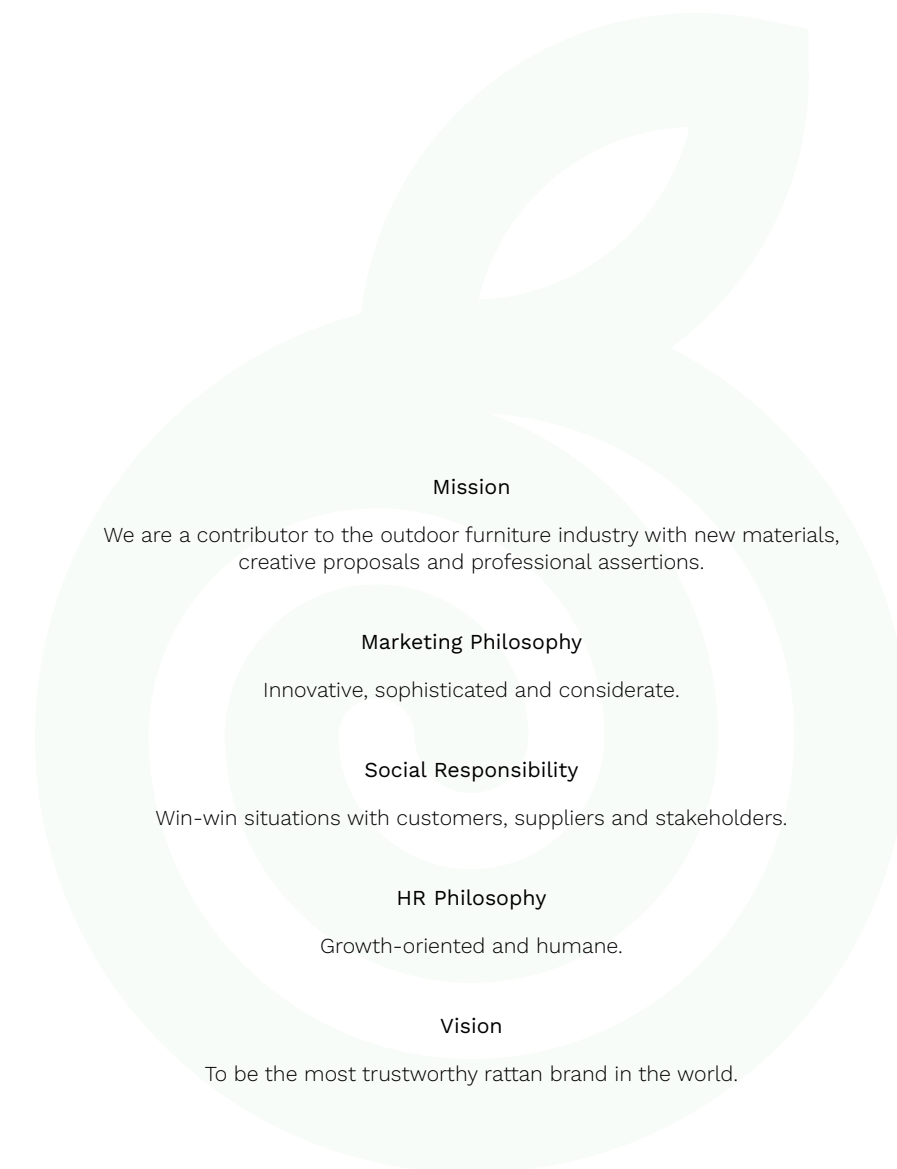 Mission
We are a contributor to the outdoor furniture industry with new materials,
creative proposals and professional assertions.
Marketing Philosophy
Innovative, sophisticated and considerate.
Social Responsibility
Win-win situations with customers, suppliers and stakeholders.
HR Philosophy
Growth-oriented and humane.
Vision
To be the most trustworthy rattan brand in the world.